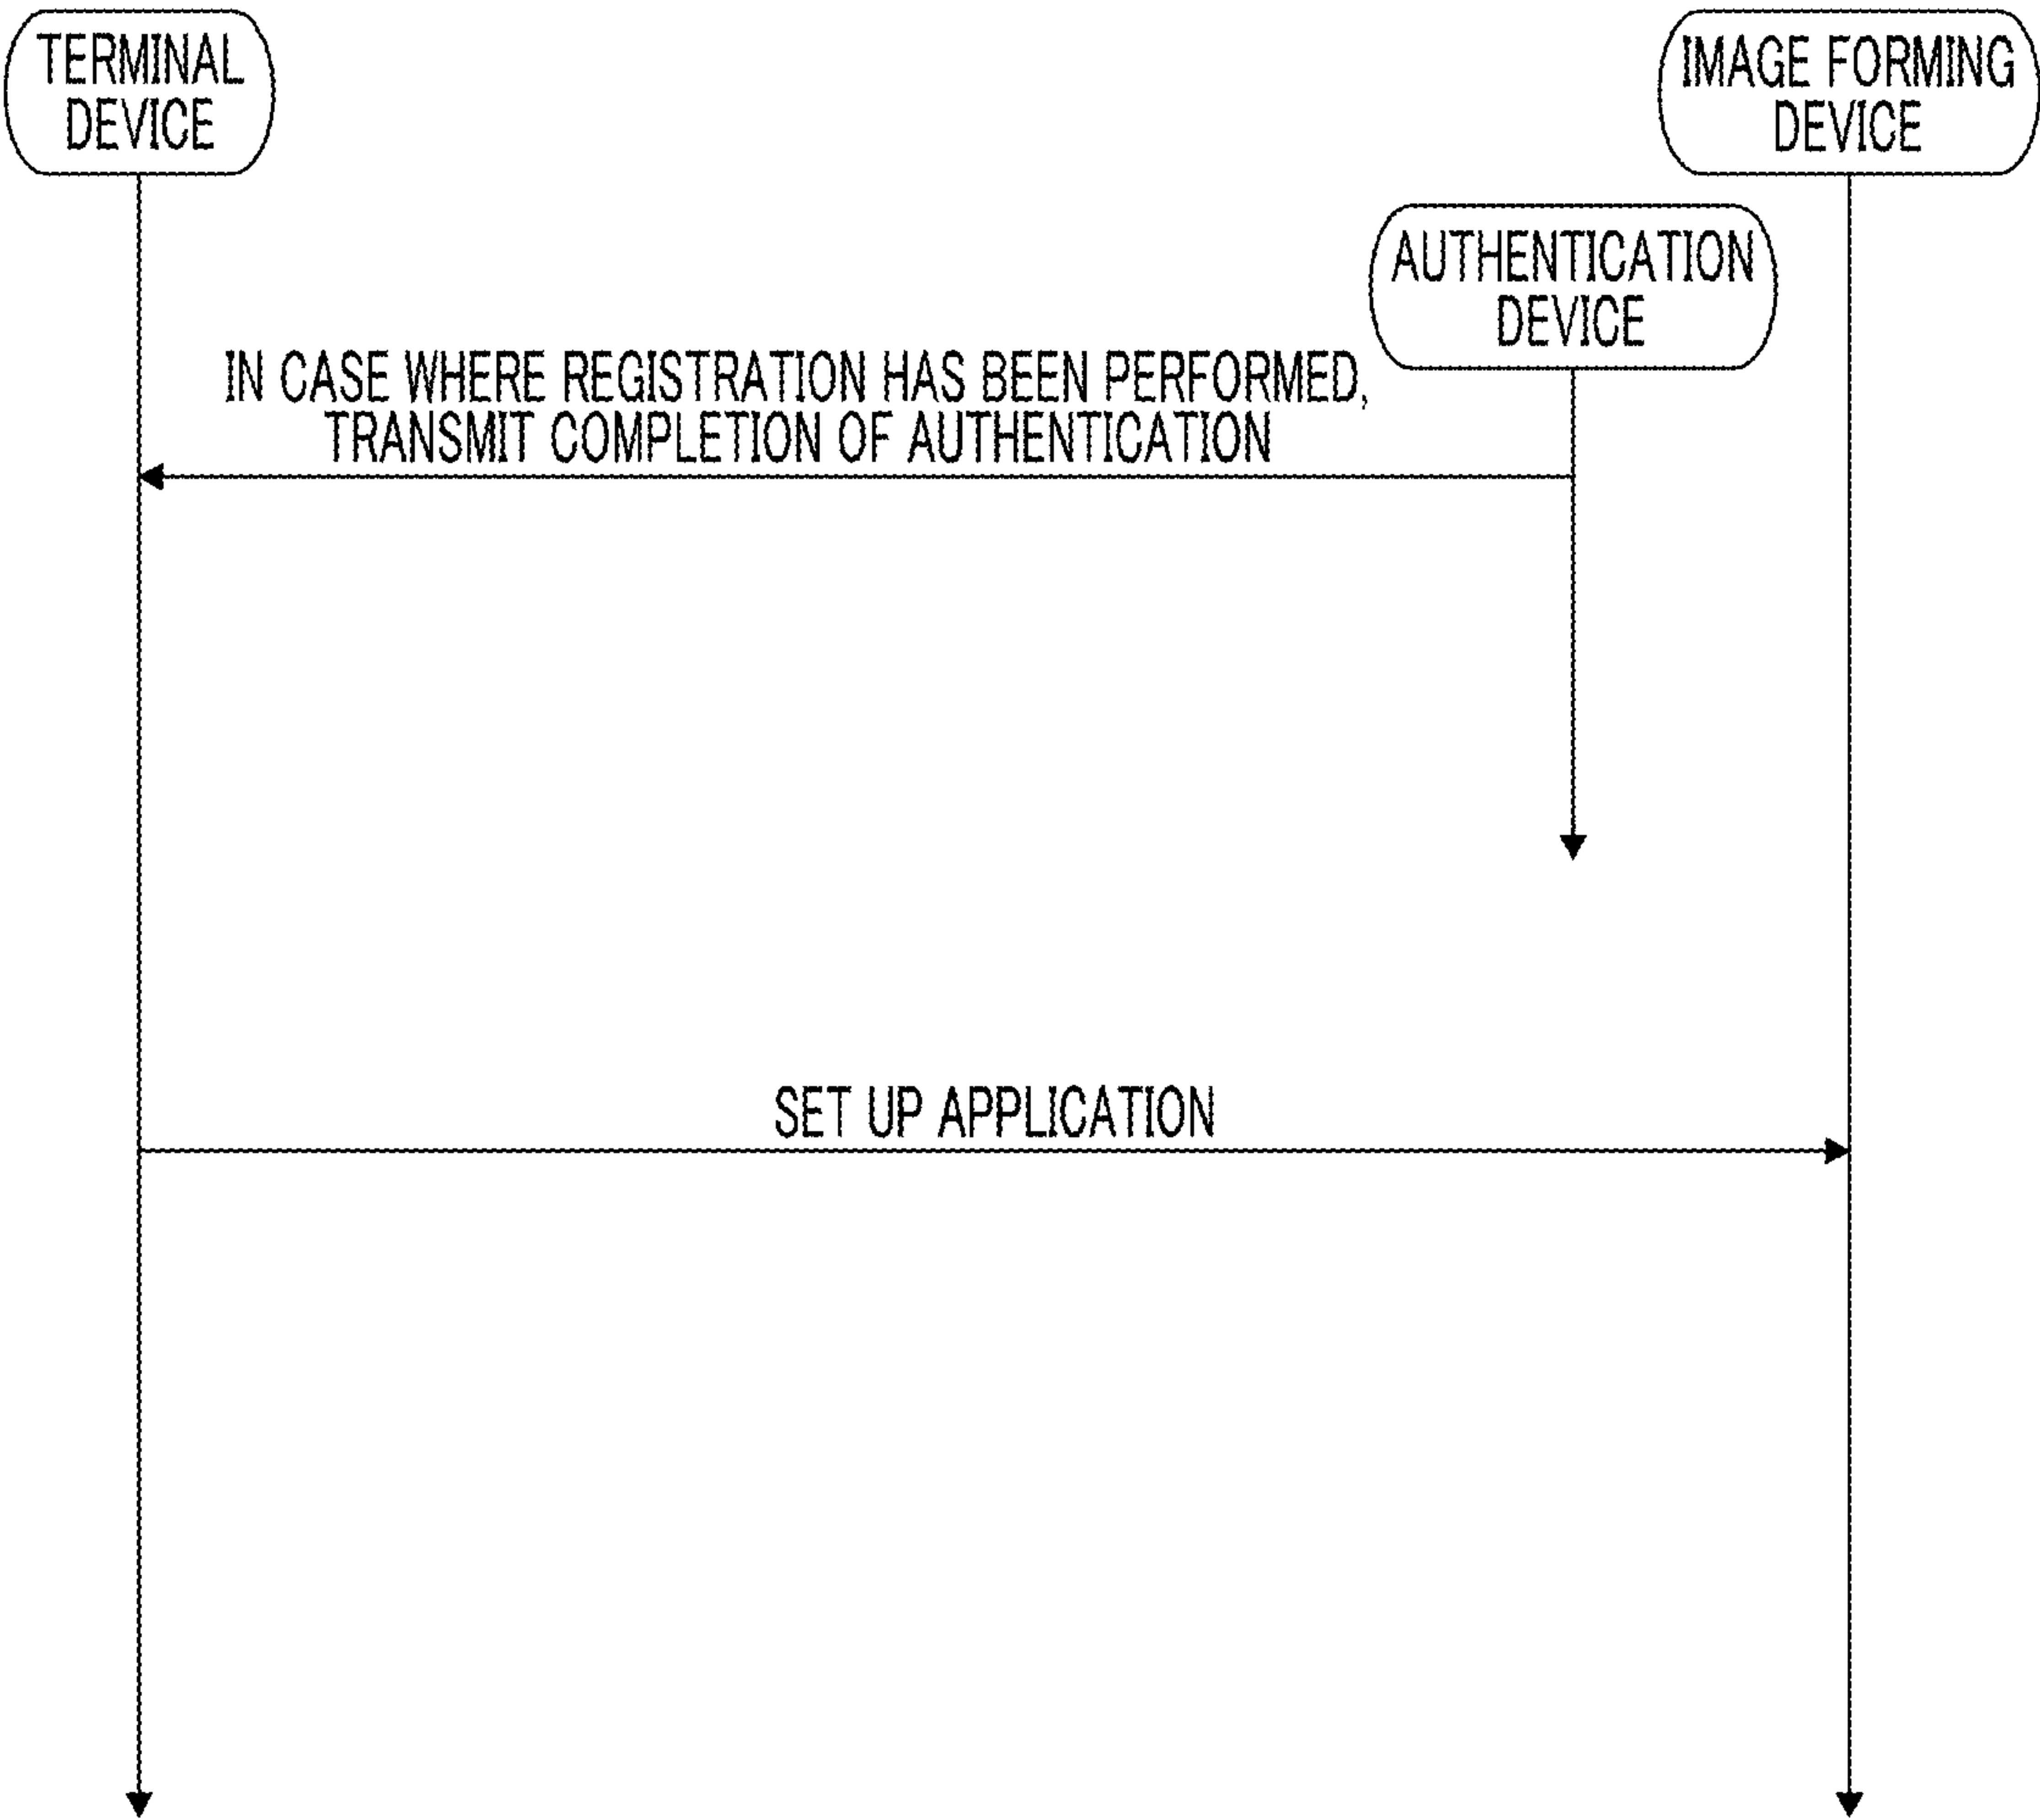 TERMINAL
DEVICE
IMAGE FORMING
DEVICE
AUTHENTICATION
DEVICE
IN CASE WHERE REGISTRATION HAS BEEN PERFORMED,
TRANSMIT COMPLETION OF AUTHENTICATION
SET UP APPLICATION